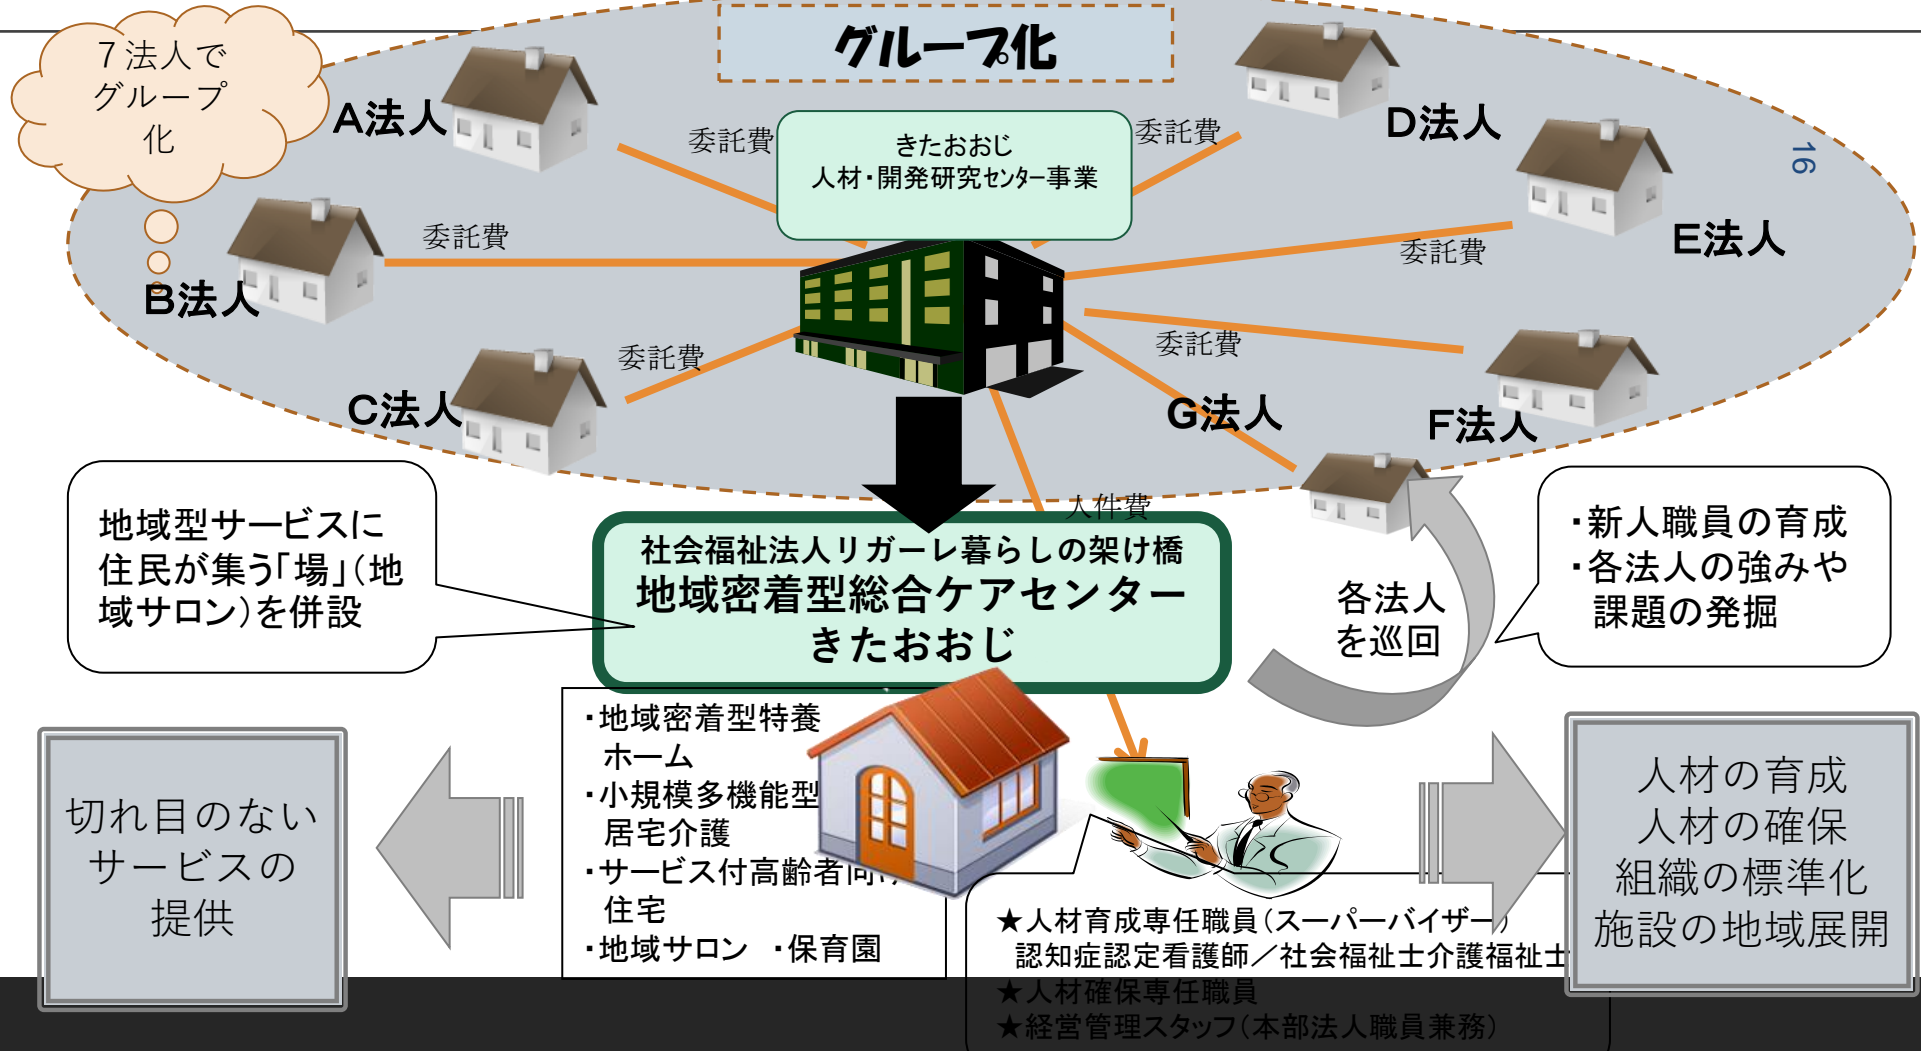 グループ化
７法人で
グループ
化
A法人
B法人
C法人
D法人
E法人
F法人
G法人
委託費
委託費
委託費
委託費
委託費
委託費
きたおおじ
人材・開発研究センター事業
16
人件費
地域型サービスに
住民が集う「場」（地
域サロン）を併設
社会福祉法人リガーレ暮らしの架け橋
地域密着型総合ケアセンター
きたおおじ
各法人
を巡回
・新人職員の育成
・各法人の強みや
課題の発掘
切れ目のない
サービスの
提供
・地域密着型特養
ホーム
・小規模多機能型
居宅介護
・サービス付高齢者向け
住宅
・地域サロン　・保育園
★人材育成専任職員（スーパーバイザー）
認知症認定看護師／社会福祉士介護福祉士
★人材確保専任職員
★経営管理スタッフ（本部法人職員兼務）
人材の育成
人材の確保
組織の標準化
施設の地域展開